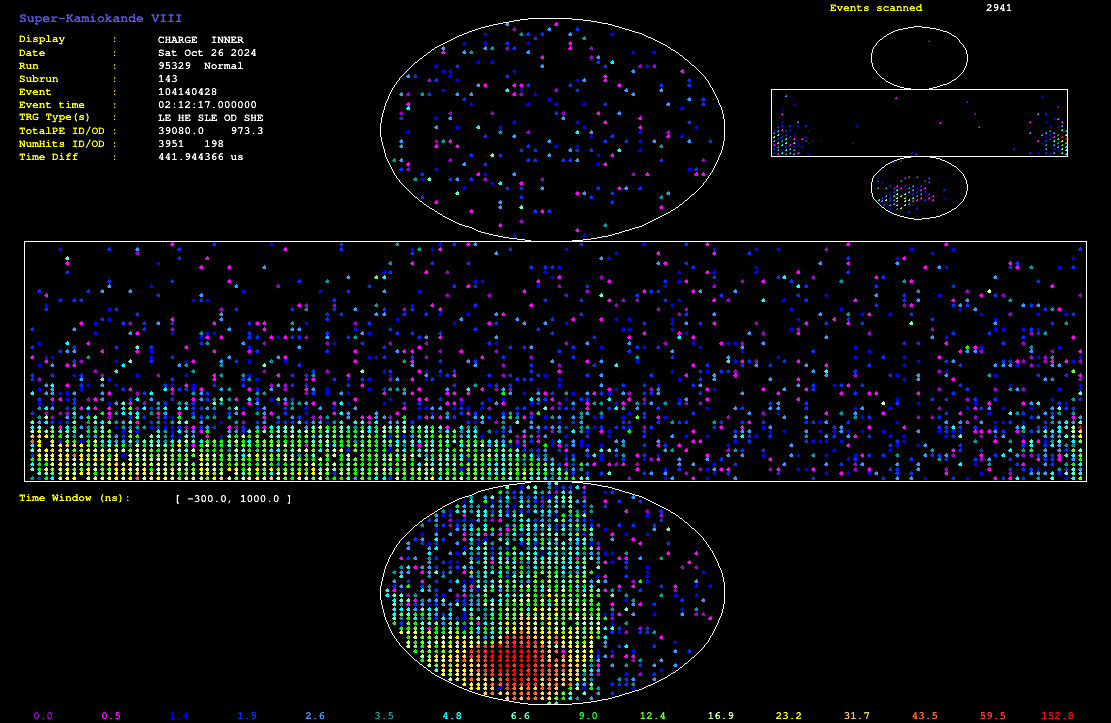 Super-Kamiokande VIII
Display : CHARGE INNER
Date : Sat Oct 26 2024
Run : 95329 Normal
Subrun : 143
Event : 104140428
Event time : 02:12:17.000000
TRG Type(s) : LE HE SLE OD SHE
TotalPE ID/OD : 39080.0 973.3
NumHits ID/OD : 3951 198
Time Diff : 441.944366 us
Events scanned 2941
Time Window (ns): [ -300.0, 1000.0 ]
0.0 0.5 1.4 1.9 2.6 3.5 4.8 6.6 9.0 12.4 16.9 23.2 31.7 43.5 59.5 152.8